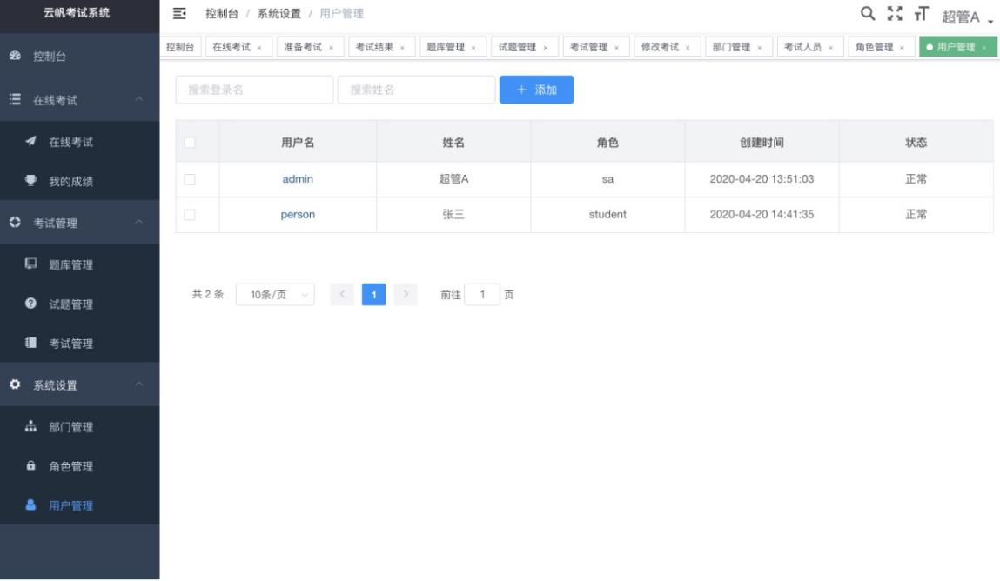 云帆考试系统
控制台 / 系统设置 / 用户管理
超管A
控制台 在线考试 × 准备考试 × 考试结果 × 题库管理 × 试题管理 × 考试管理 × 修改考试 × 部门管理 × 考试人员 × 角色管理 × 用户管理 ×
控制台
在线考试
在线考试
我的成绩
考试管理
题库管理
试题管理
考试管理
系统设置
部门管理
角色管理
用户管理
搜索登录名 搜索姓名 + 添加
用户名 姓名 角色 创建时间 状态
admin 超管A sa 2020-04-20 13:51:03 正常
person 张三 student 2020-04-20 14:41:35 正常
共 2 条 10条/页 < 1 > 前往 1 页